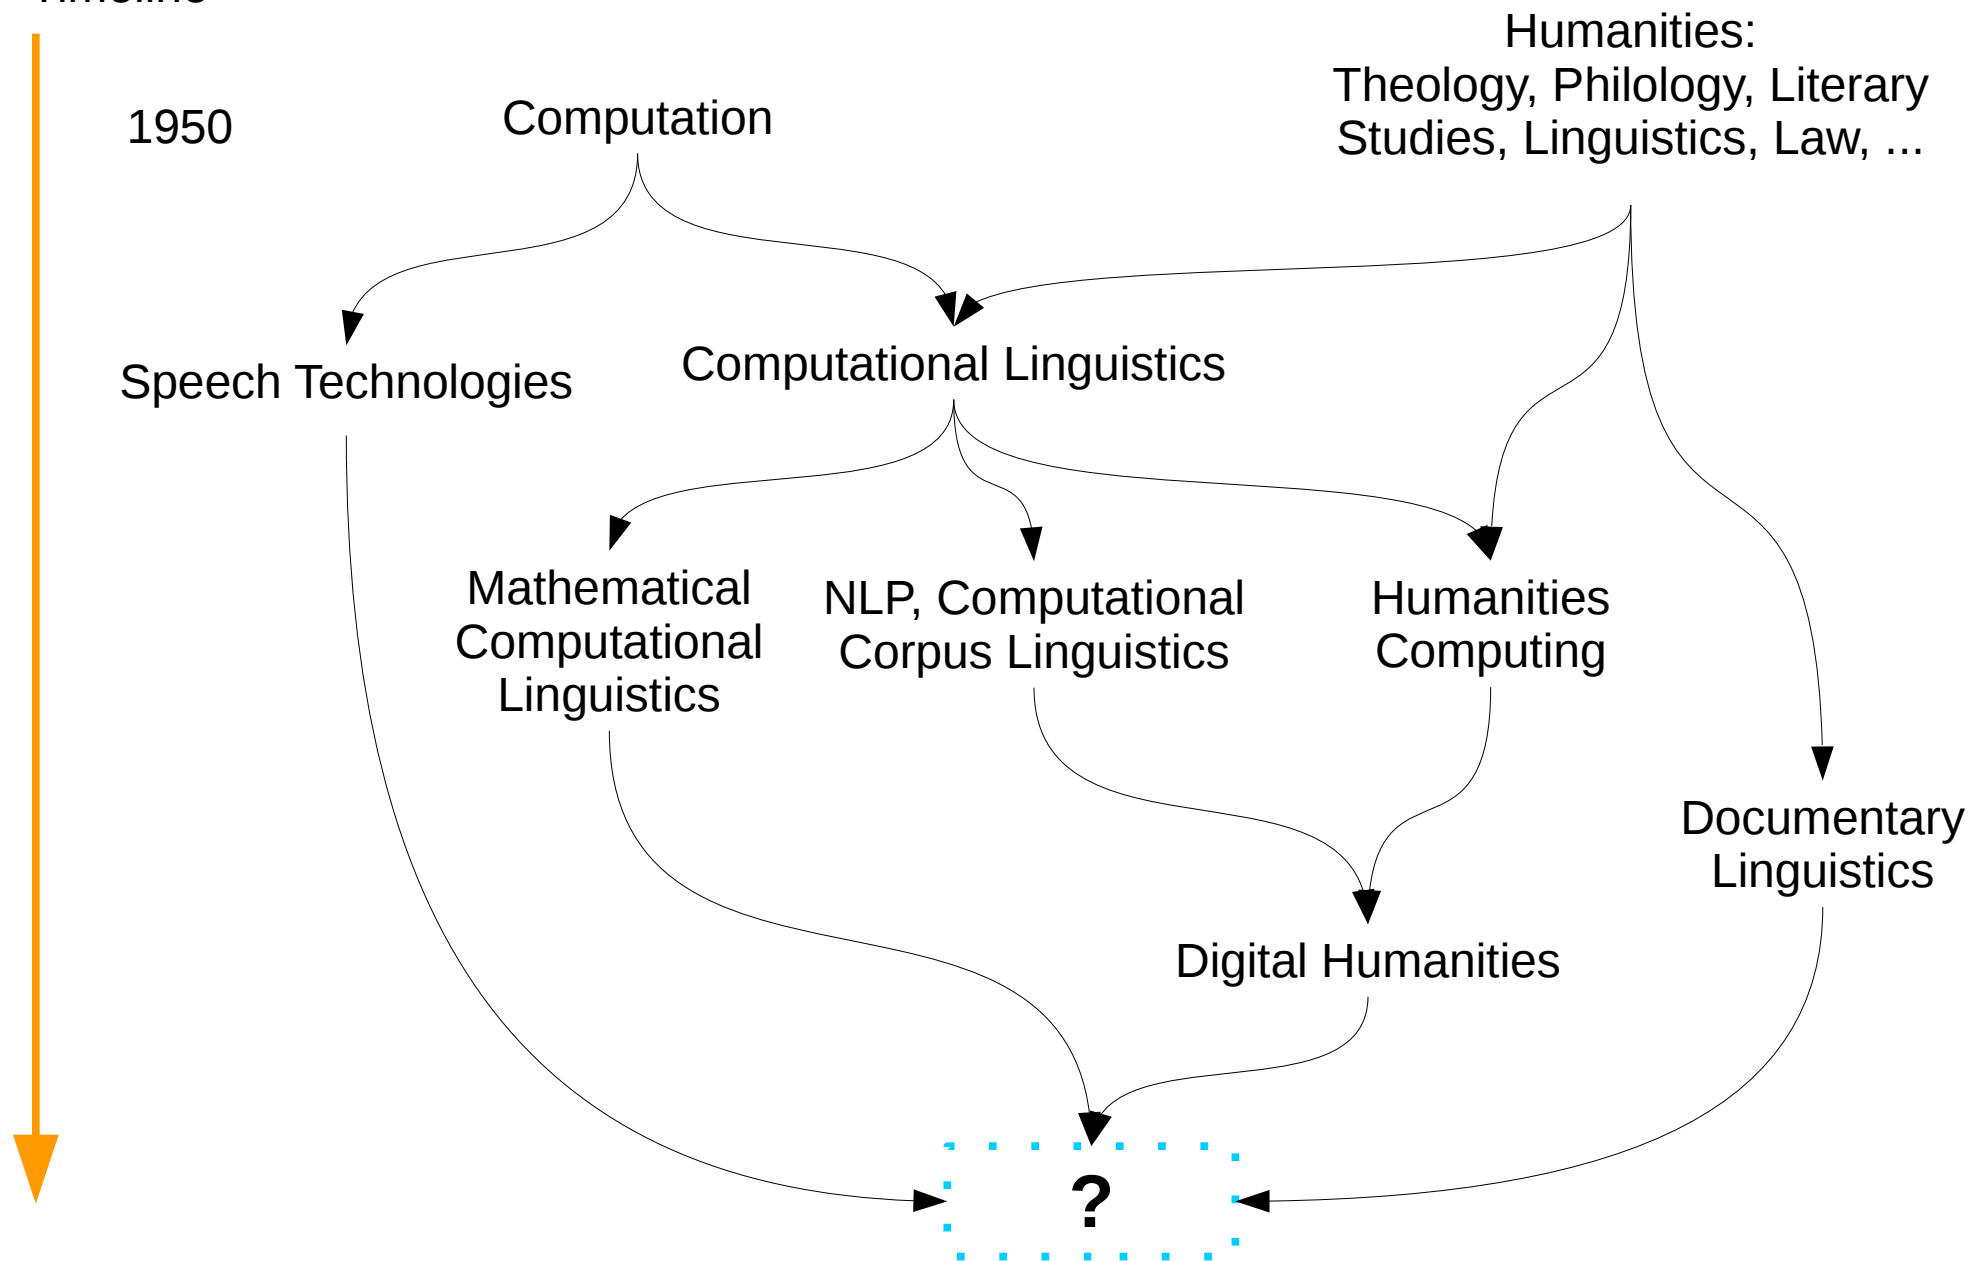 Timeline
Humanities:
Theology, Philology, Literary
Studies, Linguistics, Law, ...
1950
Computation
Speech Technologies
Computational Linguistics
Mathematical
Computational
Linguistics
NLP, Computational
Corpus Linguistics
Humanities
Computing
Documentary
Linguistics
Digital Humanities
?